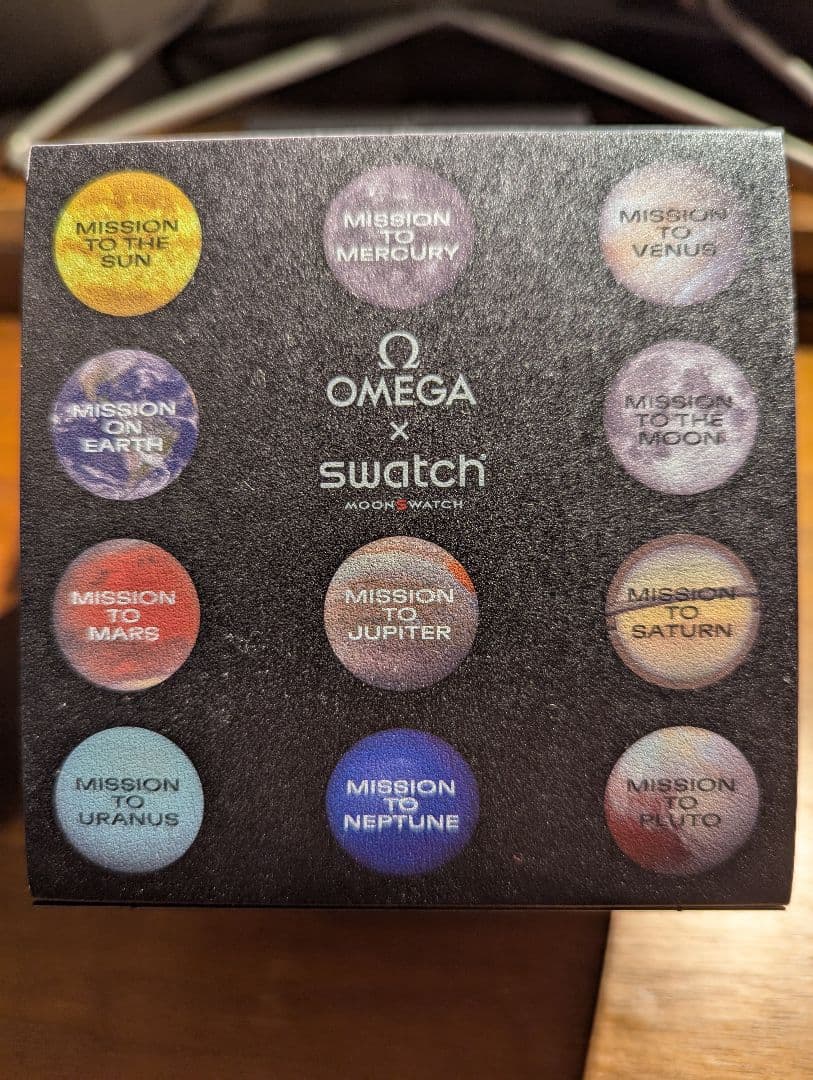 MISSION
TO THE
SUN
MISSION
TO
MERCURY
MISSION
TO
VENUS
Ω
OMEGA
×
swatch
MOONSWATCH
MISSION
ON
EARTH
MISSION
TO THE
MOON
MISSION
TO
MARS
MISSION
TO
JUPITER
MISSION
TO
SATURN
MISSION
TO
URANUS
MISSION
TO
NEPTUNE
MISSION
TO
PLUTO